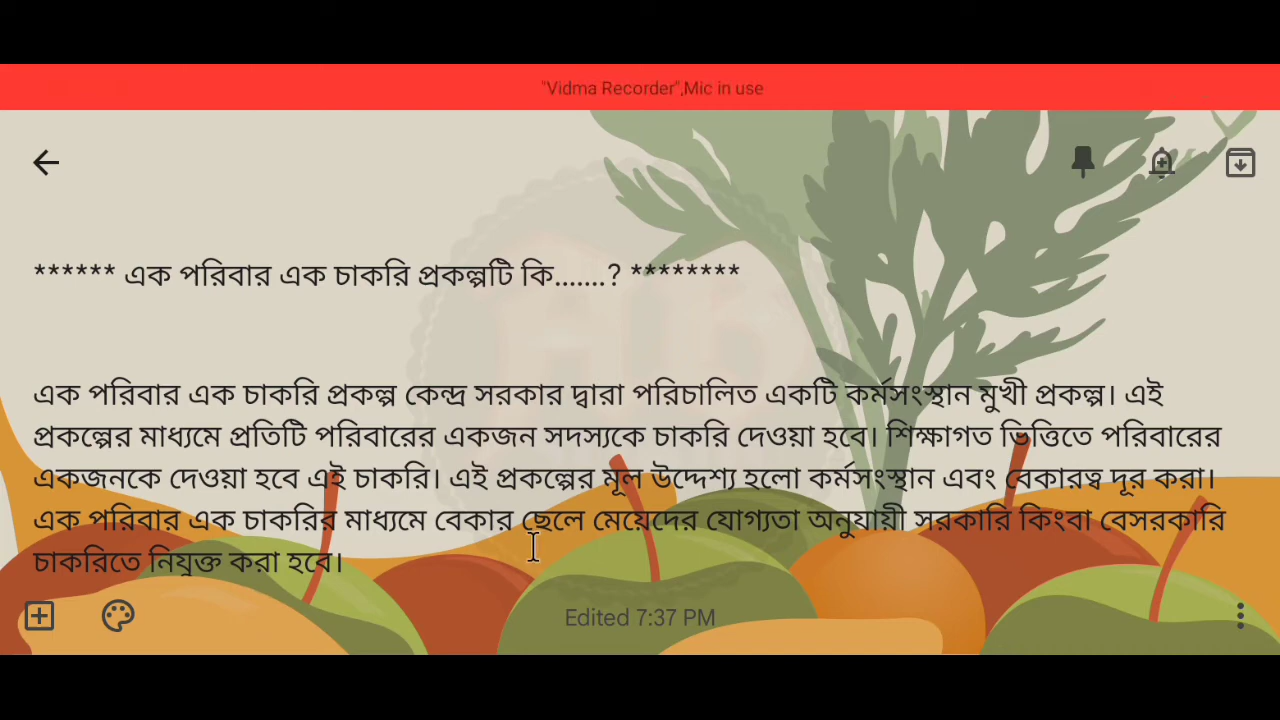 "Vidma Recorder",Mic in use
****** এক পরিবার এক চাকরি প্রকল্পটি কি.......? ********
এক পরিবার এক চাকরি প্রকল্প কেন্দ্র সরকার দ্বারা পরিচালিত একটি কর্মসংস্থান মুখী প্রকল্প। এই
প্রকল্পের মাধ্যমে প্রতিটি পরিবারের একজন সদস্যকে চাকরি দেওয়া হবে। শিক্ষাগত ভিত্তিতে পরিবারের
একজনকে দেওয়া হবে এই চাকরি। এই প্রকল্পের মূল উদ্দেশ্য হলো কর্মসংস্থান এবং বেকারত্ব দূর করা।
এক পরিবার এক চাকরির মাধ্যমে বেকার ছেলে মেয়েদের যোগ্যতা অনুযায়ী সরকারি কিংবা বেসরকারি
চাকরিতে নিযুক্ত করা হবে।
Edited 7:37 PM